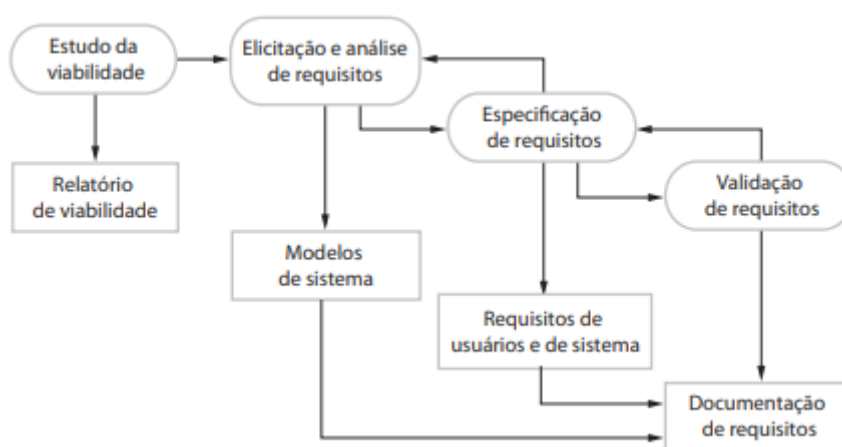 Estudo da
viabilidade
Elicitação e análise
de requisitos
Especificação
de requisitos
Validação
de requisitos
Relatório
de viabilidade
Modelos
de sistema
Requisitos de
usuários e de sistema
Documentação
de requisitos